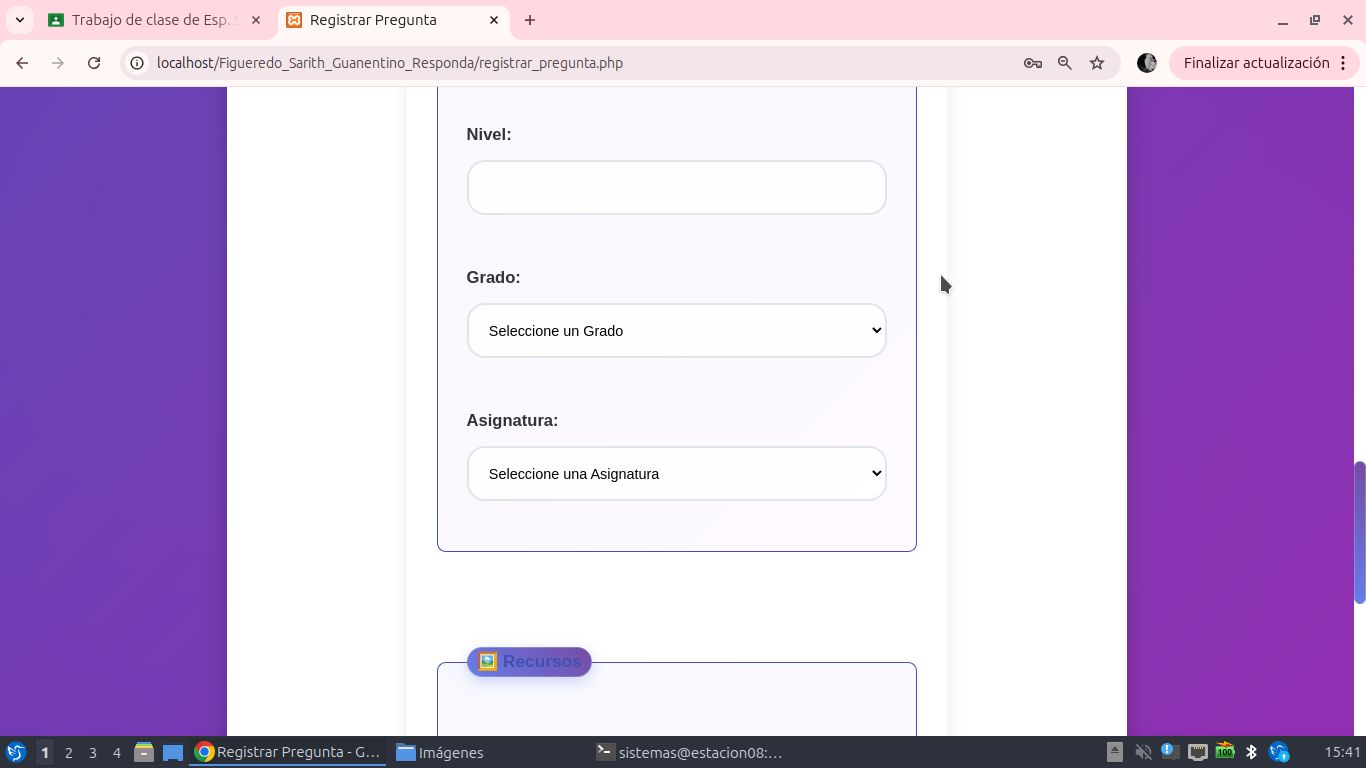 Trabajo de clase de Esp. S
Registrar Pregunta
localhost/Figueredo_Sarith_Guanentino_Responda/registrar_pregunta.php
Finalizar actualización
Nivel:
Grado:
Seleccione un Grado
Asignatura:
Seleccione una Asignatura
Recursos
1 2 3 4
Registrar Pregunta - G...
Imágenes
sistemas@estacion08:...
100
15:41